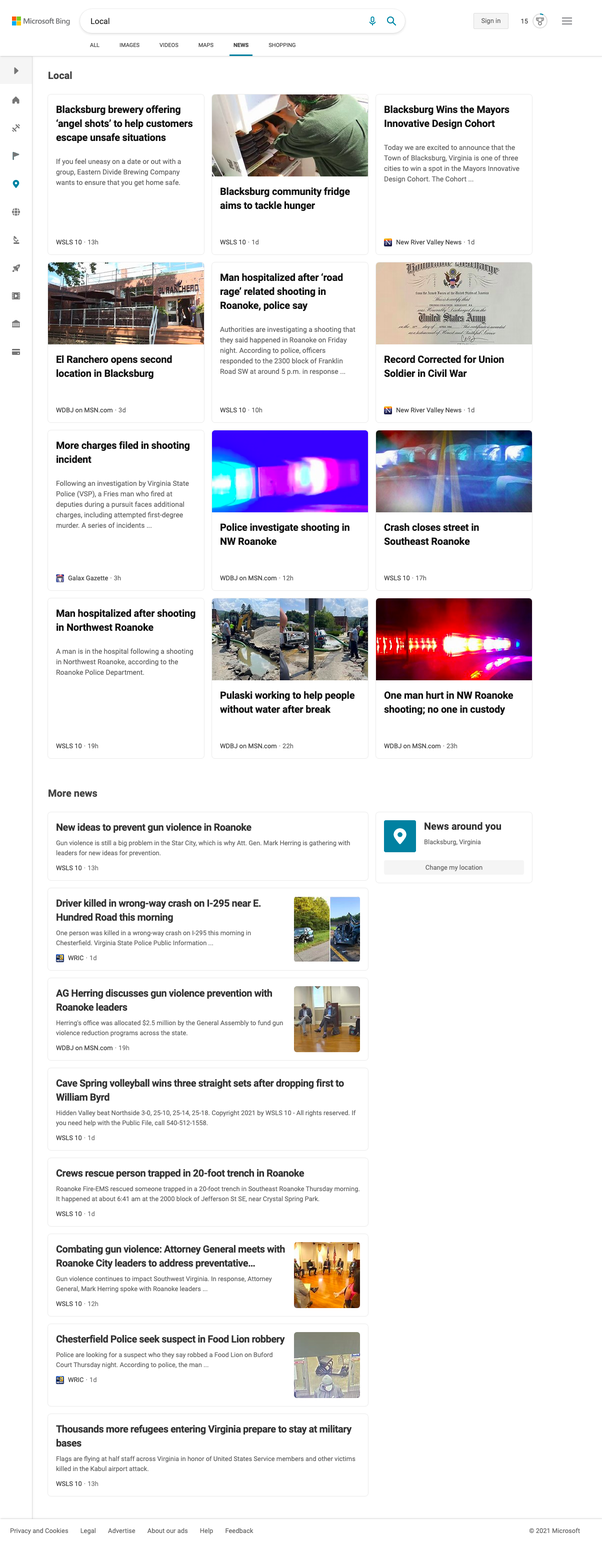 Microsoft Bing
Local
Sign in
15
ALL
IMAGES
VIDEOS
MAPS
NEWS
SHOPPING
Local
Blacksburg brewery offering
‘angel shots’ to help customers
escape unsafe situations
If you feel uneasy on a date or out with a
group, Eastern Divide Brewing Company
wants to ensure that you get home safe.
WSLS 10 · 13h
Blacksburg community fridge
aims to tackle hunger
WSLS 10 · 1d
Blacksburg Wins the Mayors
Innovative Design Cohort
Today we are excited to announce that the
Town of Blacksburg, Virginia is one of three
cities to win a spot in the Mayors Innovative
Design Cohort. The Cohort ...
New River Valley News · 1d
EL RANCHERO
El Ranchero opens second
location in Blacksburg
WDBJ on MSN.com · 3d
Man hospitalized after ‘road
rage’ related shooting in
Roanoke, police say
Authorities are investigating a shooting that
they said happened in Roanoke on Friday
night. According to police, officers
responded to the 2300 block of Franklin
Road SW at around 5 p.m. in response ...
WSLS 10 · 10h
Honorable Discharge
United States Army
Record Corrected for Union
Soldier in Civil War
New River Valley News · 1d
More charges filed in shooting
incident
Following an investigation by Virginia State
Police (VSP), a Fries man who fired at
deputies during a pursuit faces additional
charges, including attempted first-degree
murder. A series of incidents ...
Galax Gazette · 3h
Police investigate shooting in
NW Roanoke
WDBJ on MSN.com · 12h
Crash closes street in
Southeast Roanoke
WSLS 10 · 17h
Man hospitalized after shooting
in Northwest Roanoke
A man is in the hospital following a shooting
in Northwest Roanoke, according to the
Roanoke Police Department.
WSLS 10 · 19h
Pulaski working to help people
without water after break
WDBJ on MSN.com · 22h
One man hurt in NW Roanoke
shooting; no one in custody
WDBJ on MSN.com · 23h
More news
New ideas to prevent gun violence in Roanoke
Gun violence is still a big problem in the Star City, which is why Att. Gen. Mark Herring is gathering with
leaders for new ideas for prevention.
WSLS 10 · 13h
News around you
Blacksburg, Virginia
Change my location
Driver killed in wrong-way crash on I-295 near E.
Hundred Road this morning
One person was killed in a wrong-way crash on I-295 this morning in
Chesterfield. Virginia State Police Public Information ...
WRIC · 1d
AG Herring discusses gun violence prevention with
Roanoke leaders
Herring's office was allocated $2.5 million by the General Assembly to fund gun
violence reduction programs across the state.
WDBJ on MSN.com · 19h
Cave Spring volleyball wins three straight sets after dropping first to
William Byrd
Hidden Valley beat Northside 3-0, 25-10, 25-14, 25-18. Copyright 2021 by WSLS 10 - All rights reserved. If
you need help with the Public File, call 540-512-1558.
WSLS 10 · 1d
Crews rescue person trapped in 20-foot trench in Roanoke
Roanoke Fire-EMS rescued someone trapped in a 20-foot trench in Southeast Roanoke Thursday morning.
It happened at about 6:41 am at the 2000 block of Jefferson St SE, near Crystal Spring Park.
WSLS 10 · 1d
Combating gun violence: Attorney General meets with
Roanoke City leaders to address preventative...
Gun violence continues to impact Southwest Virginia. In response, Attorney
General, Mark Herring spoke with Roanoke leaders ...
WSLS 10 · 12h
Chesterfield Police seek suspect in Food Lion robbery
Police are looking for a suspect who they say robbed a Food Lion on Buford
Court Thursday night. According to police, the man ...
WRIC · 1d
Thousands more refugees entering Virginia prepare to stay at military
bases
Flags are flying at half staff across Virginia in honor of United States Service members and other victims
killed in the Kabul airport attack.
WSLS 10 · 13h
Privacy and Cookies
Legal
Advertise
About our ads
Help
Feedback
© 2021 Microsoft